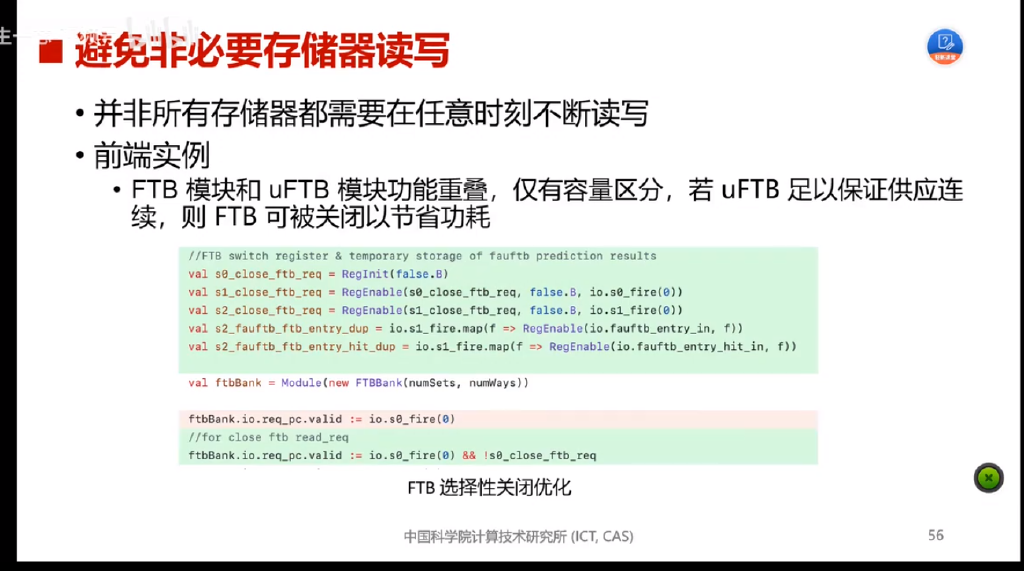 避免非必要存储器读写
• 并非所有存储器都需要在任意时刻不断读写
• 前端实例
• FTB 模块和 uFTB 模块功能重叠，仅有容量区分，若 uFTB 足以保证供应连
续，则 FTB 可被关闭以节省功耗
//FTB switch register & temporary storage of fauftb prediction results
val s0_close_ftb_req = RegInit(false.B)
val s1_close_ftb_req = RegEnable(s0_close_ftb_req, false.B, io.s0_fire(0))
val s2_close_ftb_req = RegEnable(s1_close_ftb_req, false.B, io.s1_fire(0))
val s2_fauftb_ftb_entry_dup = io.s1_fire.map(f => RegEnable(io.fauftb_entry_in, f))
val s2_fauftb_ftb_entry_hit_dup = io.s1_fire.map(f => RegEnable(io.fauftb_entry_hit_in, f))
val ftbBank = Module(new FTBBank(numSets, numWays))
ftbBank.io.req_pc.valid := io.s0_fire(0)
//for close ftb read_req
ftbBank.io.req_pc.valid := io.s0_fire(0) && !s0_close_ftb_req
FTB 选择性关闭优化
中国科学院计算技术研究所 (ICT, CAS)
56